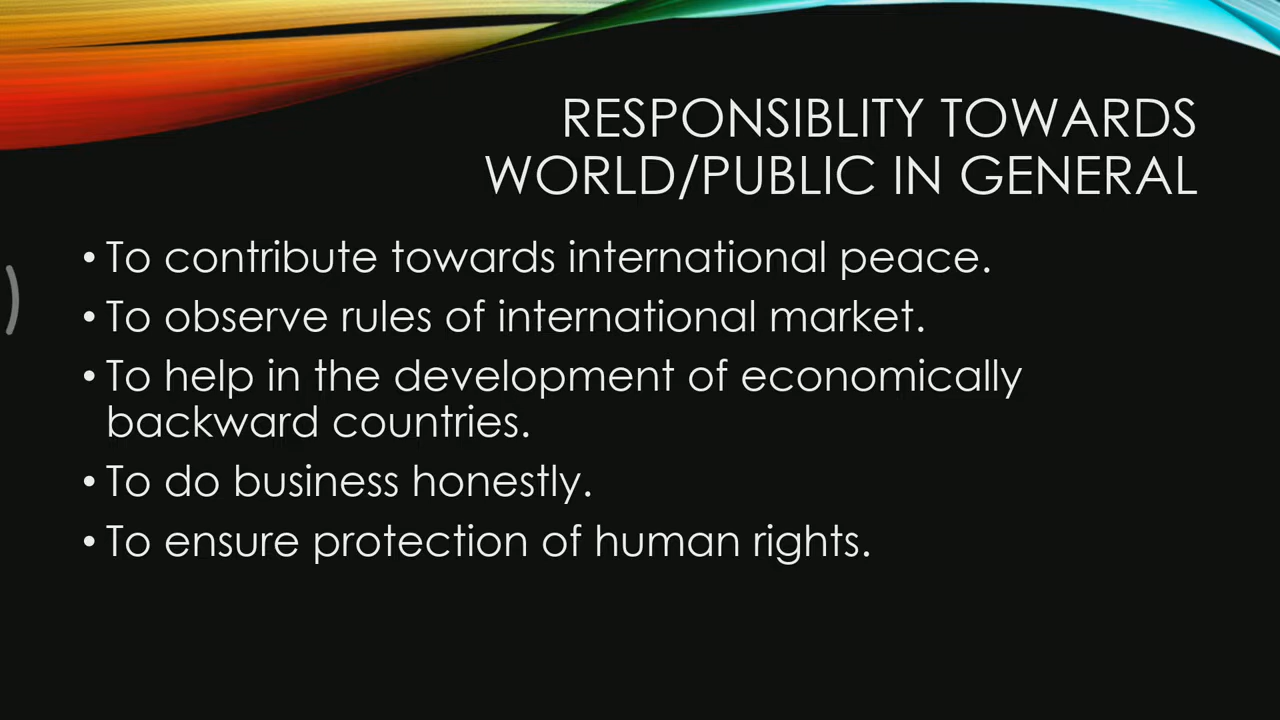 RESPONSIBLITY TOWARDS
WORLD/PUBLIC IN GENERAL
• To contribute towards international peace.
• To observe rules of international market.
• To help in the development of economically
backward countries.
• To do business honestly.
• To ensure protection of human rights.